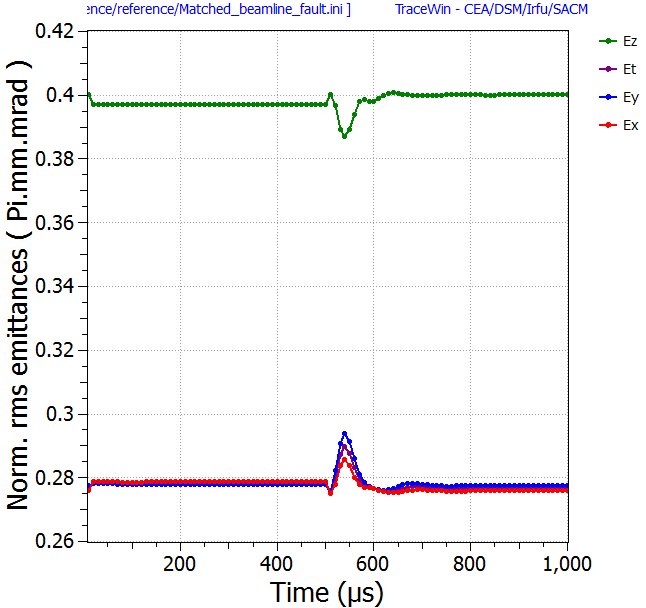 ence/reference/Matched_beamline_fault.ini ] TraceWin - CEA/DSM/Irfu/SACM
Norm. rms emittances ( Pi.mm.mrad )
0.42
0.4
0.38
0.36
0.34
0.32
0.3
0.28
0.26
200 400 600 800 1,000
Time (µs)
Ez
Et
Ey
Ex